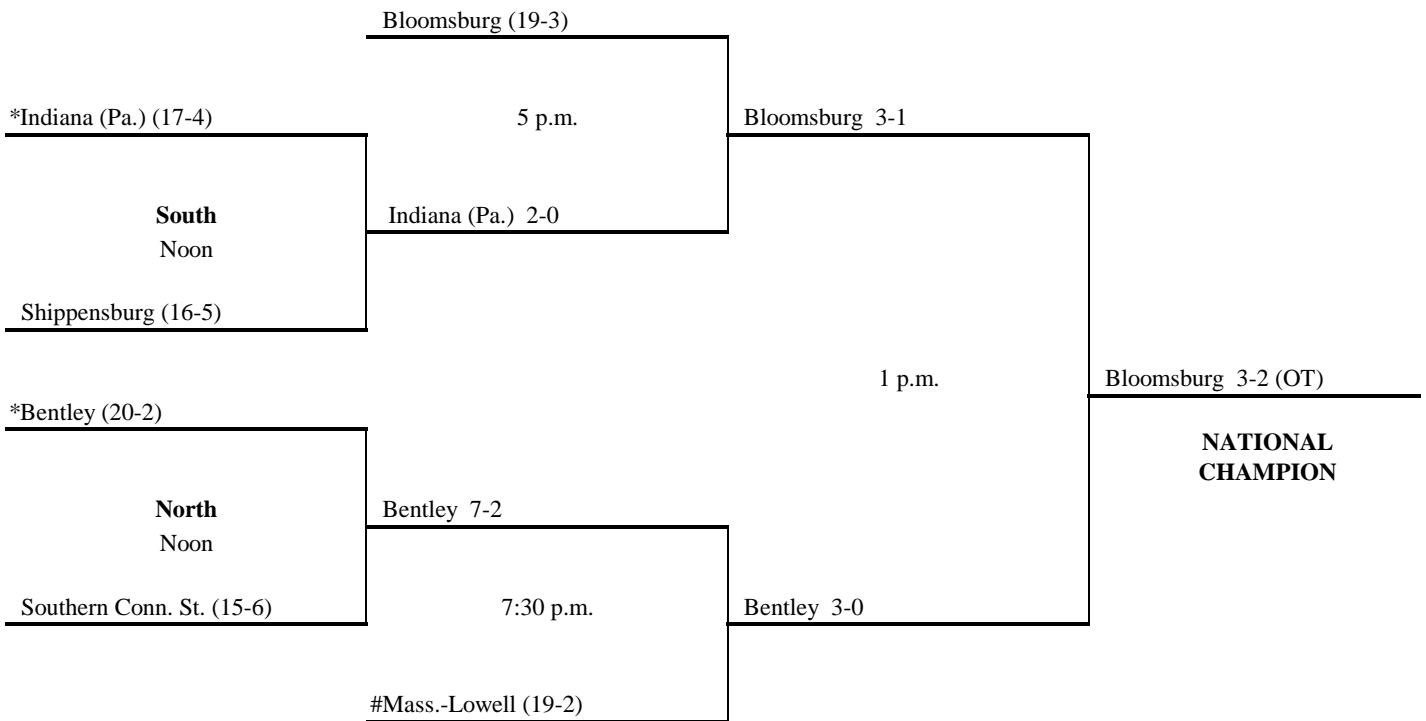 Bloomsburg (19-3)
*Indiana (Pa.) (17-4)
5 p.m.
Bloomsburg 3-1
South
Noon
Indiana (Pa.) 2-0
Shippensburg (16-5)
1 p.m.
Bloomsburg 3-2 (OT)
*Bentley (20-2)
NATIONAL
CHAMPION
North
Noon
Bentley 7-2
Southern Conn. St. (15-6)
7:30 p.m.
Bentley 3-0
#Mass.-Lowell (19-2)